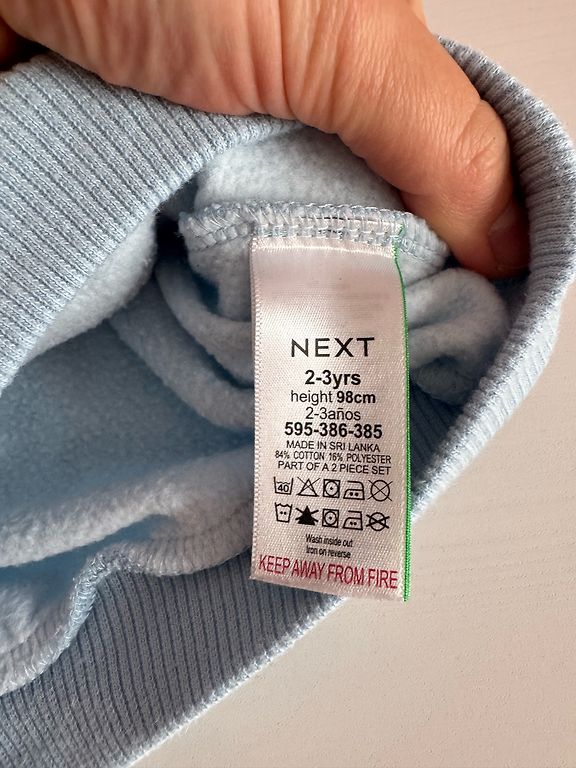 NEXT
2-3yrs
height 98cm
2-3años
595-386-385
MADE IN SRI LANKA
84% COTTON 16% POLYESTER
PART OF A 2 PIECE SET
40
Wash inside out
Iron on reverse
KEEP AWAY FROM FIRE